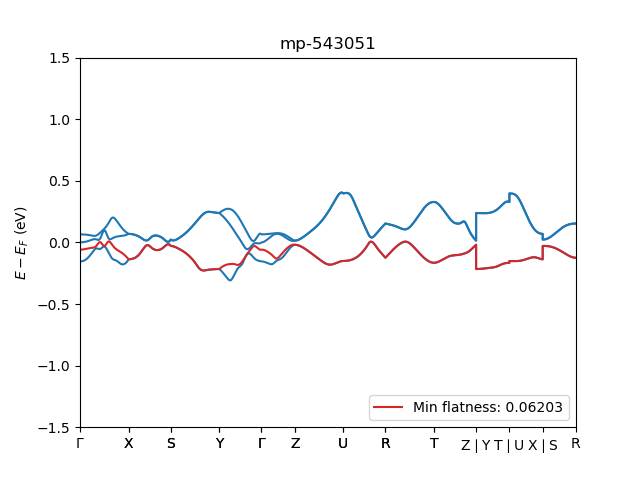 mp-543051
1.5
1.0
0.5
0.0
−0.5
−1.0
−1.5
E − E_F (eV)
Min flatness: 0.06203
Γ X S Y Γ Z U R T Z | Y T | U X | S R